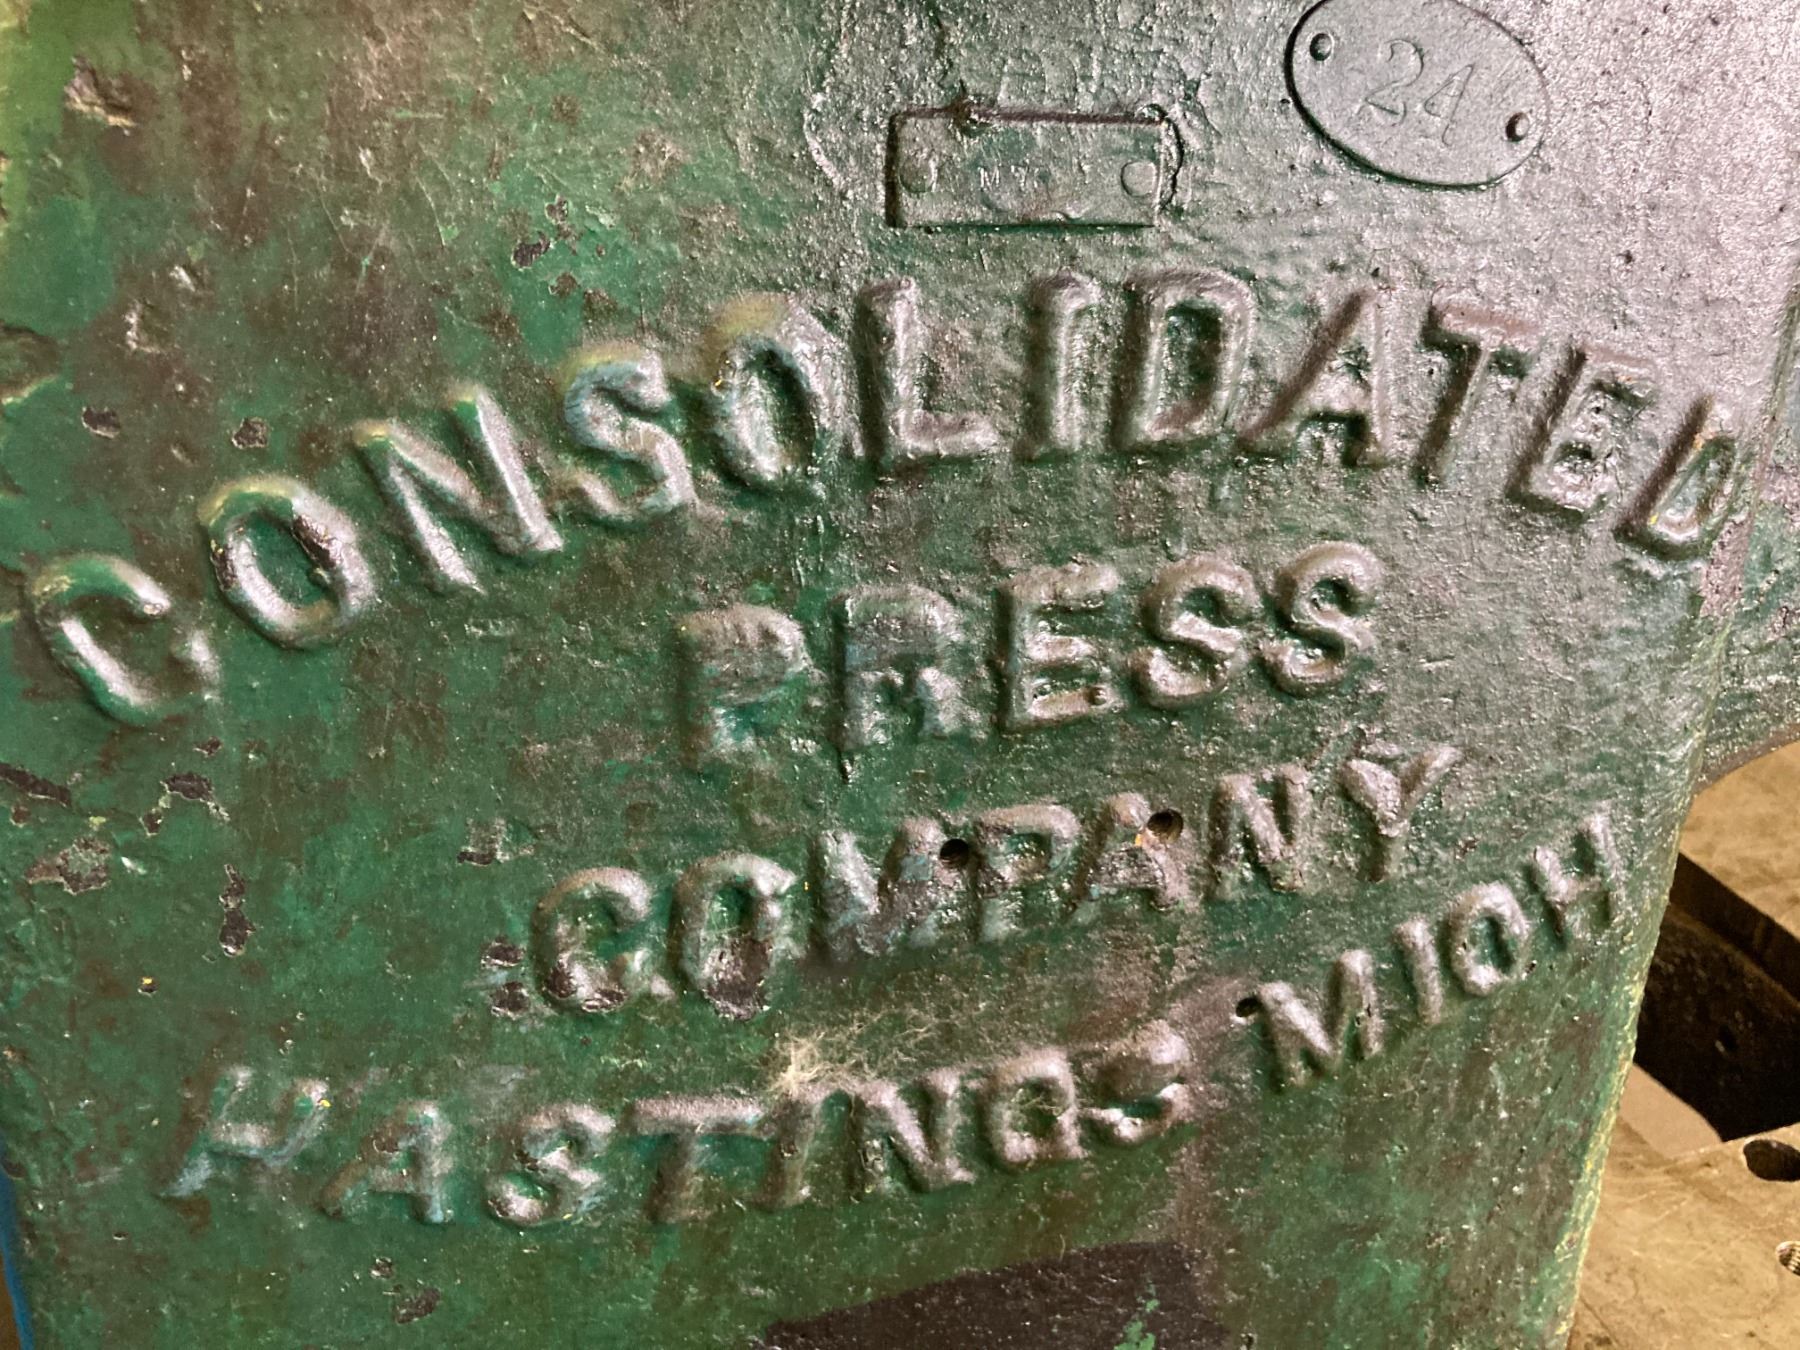 24
CONSOLIDATED
PRESS
COMPANY
HASTINGS MICH